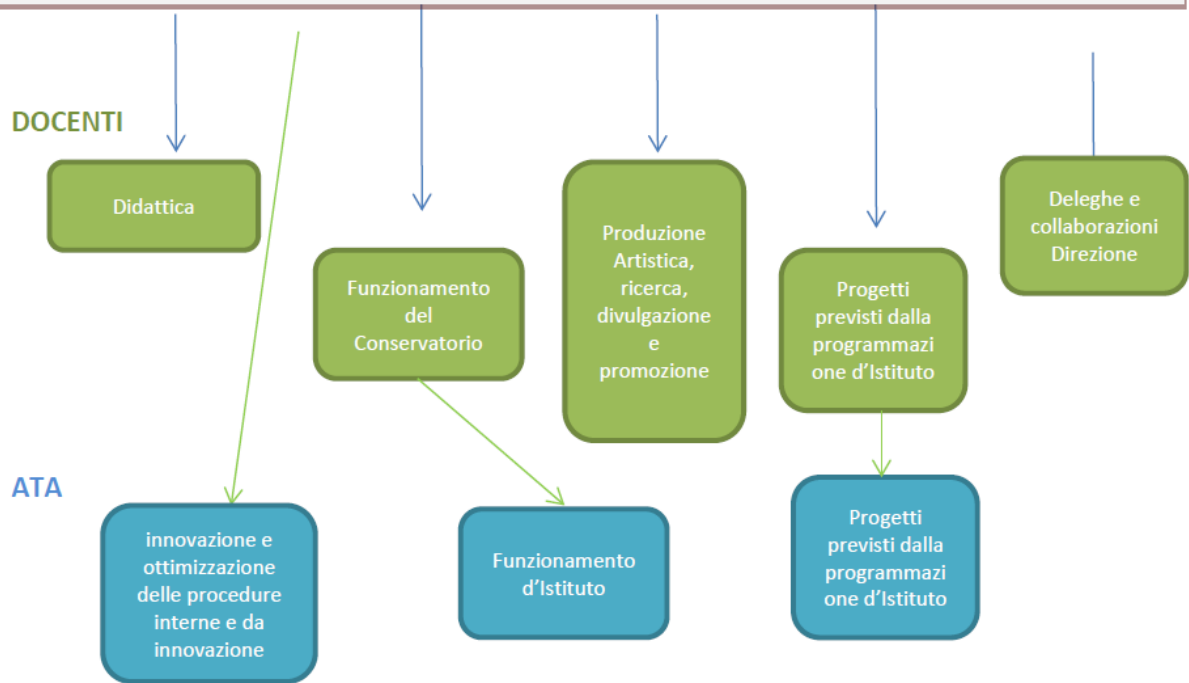 DOCENTI
Didattica
Funzionamento
del
Conservatorio
Produzione
Artistica,
ricerca,
divulgazione
e
promozione
Progetti
previsti dalla
programmazi
one d’Istituto
Deleghe e
collaborazioni
Direzione
ATA
innovazione e
ottimizzazione
delle procedure
interne e da
innovazione
Funzionamento
d’Istituto
Progetti
previsti dalla
programmazi
one d’Istituto